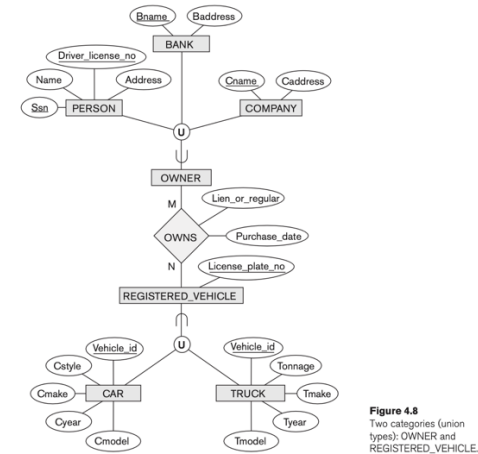 Bname
Baddress
BANK
Driver_license_no
Name
Address
Cname
Caddress
Ssn
PERSON
COMPANY
U
OWNER
M
Lien_or_regular
OWNS
Purchase_date
N
License_plate_no
REGISTERED_VEHICLE
U
Vehicle_id
Vehicle_id
Cstyle
Tonnage
Cmake
CAR
TRUCK
Tmake
Cyear
Tyear
Cmodel
Tmodel
Figure 4.8
Two categories (union
types): OWNER and
REGISTERED_VEHICLE.